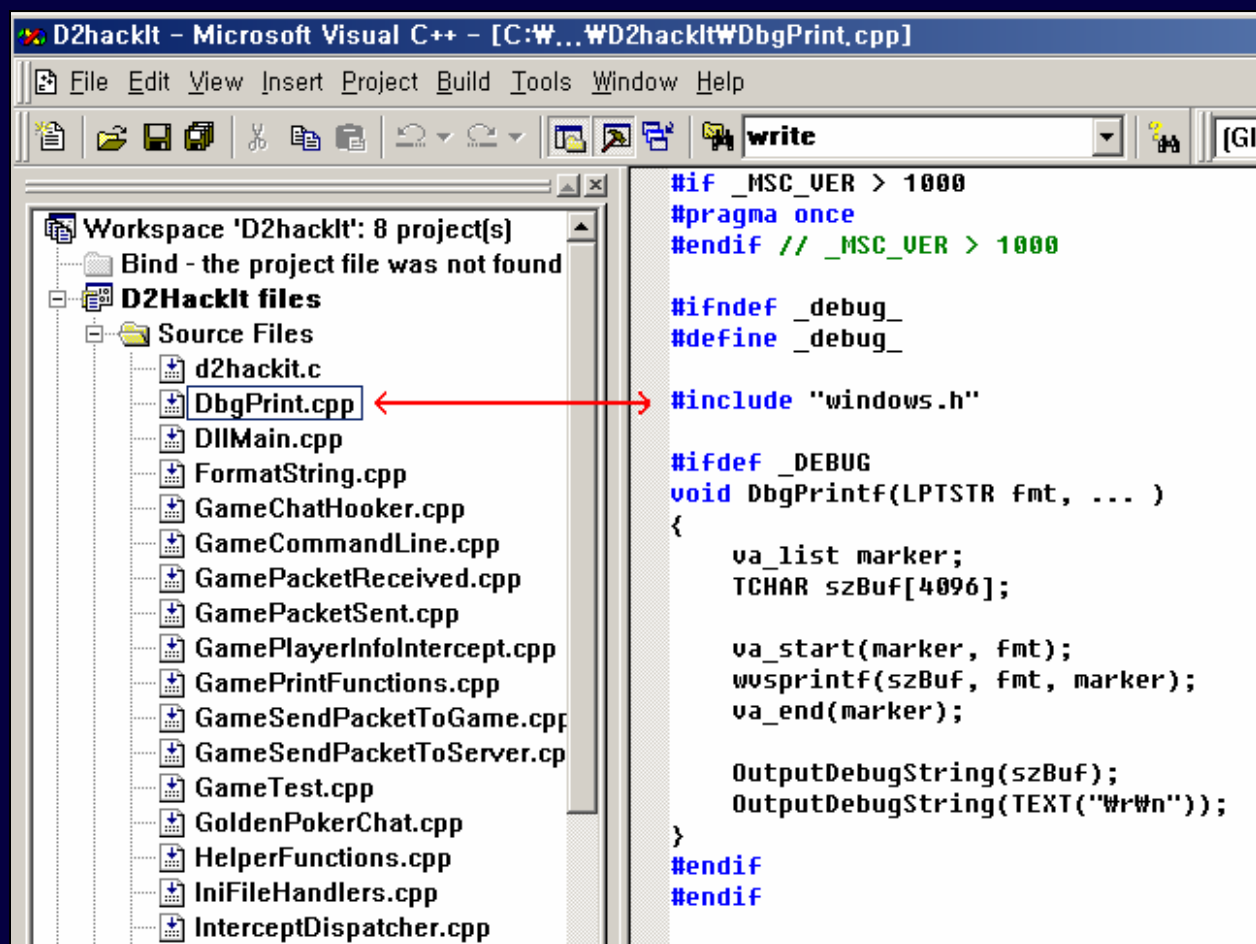 D2hackIt - Microsoft Visual C++ - [C:₩...₩D2hackIt₩DbgPrint.cpp]
File Edit View Insert Project Build Tools Window Help
write
(Gl
Workspace 'D2hackIt': 8 project(s)
Bind - the project file was not found
D2HackIt files
Source Files
d2hackit.c
DbgPrint.cpp
DllMain.cpp
FormatString.cpp
GameChatHooker.cpp
GameCommandLine.cpp
GamePacketReceived.cpp
GamePacketSent.cpp
GamePlayerInfoIntercept.cpp
GamePrintFunctions.cpp
GameSendPacketToGame.cpp
GameSendPacketToServer.cp
GameTest.cpp
GoldenPokerChat.cpp
HelperFunctions.cpp
IniFileHandlers.cpp
InterceptDispatcher.cpp
#if _MSC_VER > 1000
#pragma once
#endif // _MSC_VER > 1000
#ifndef _debug_
#define _debug_
#include "windows.h"
#ifdef _DEBUG
void DbgPrintf(LPTSTR fmt, ... )
{
va_list marker;
TCHAR szBuf[4096];
va_start(marker, fmt);
wvsprintf(szBuf, fmt, marker);
va_end(marker);
OutputDebugString(szBuf);
OutputDebugString(TEXT("₩r₩n"));
}
#endif
#endif